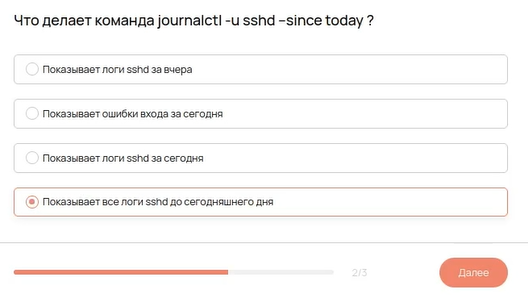 Что делает команда journalctl -u sshd –since today ?
Показывает логи sshd за вчера
Показывает ошибки входа за сегодня
Показывает логи sshd за сегодня
Показывает все логи sshd до сегодняшнего дня
2/3
Далее